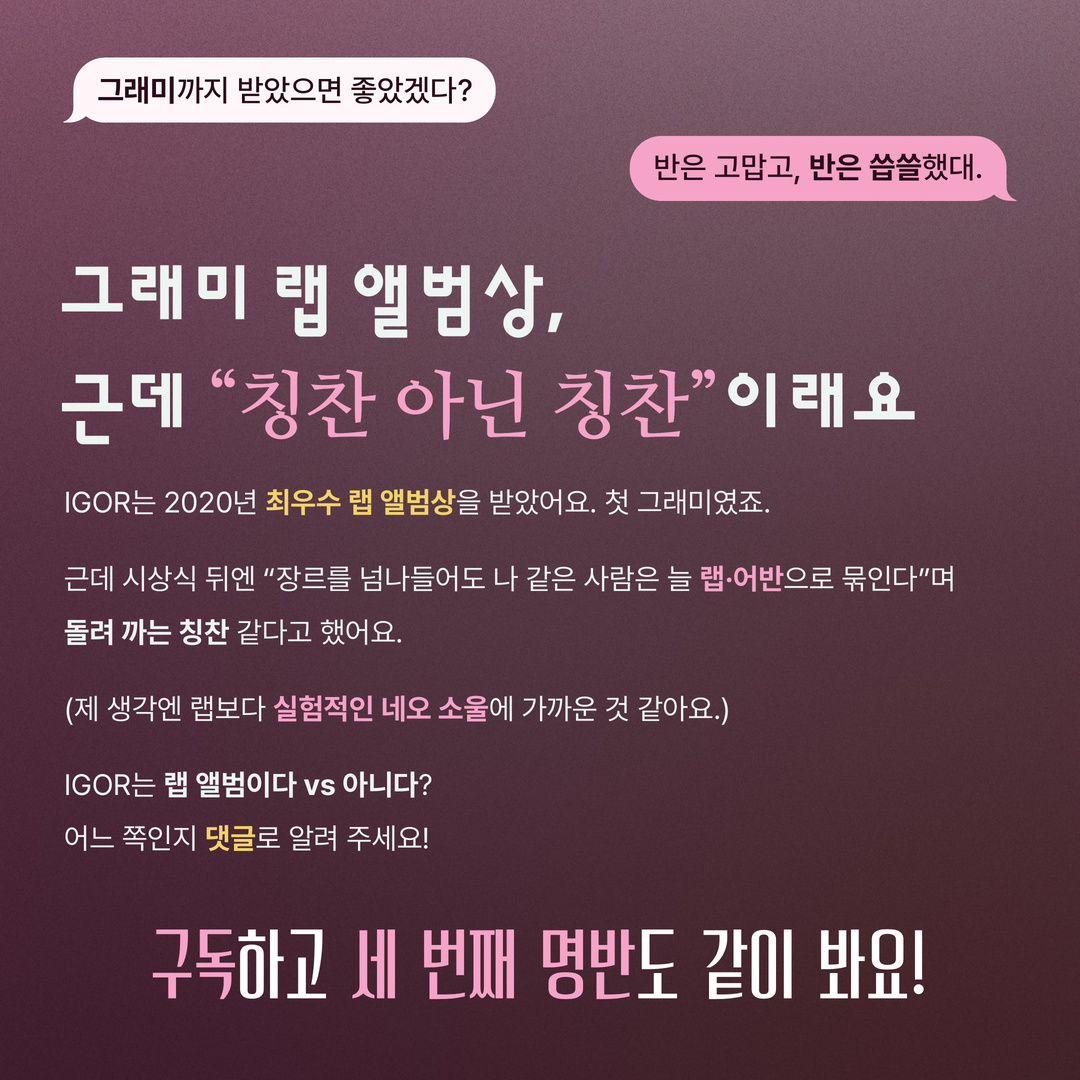 그래미까지 받았으면 좋았겠다?
반은 고맙고, 반은 씁쓸했대.
그래미 랩 앨범상,
근데 “칭찬 아닌 칭찬”이래요
IGOR는 2020년 최우수 랩 앨범상을 받았어요. 첫 그래미였죠.
근데 시상식 뒤엔 “장르를 넘나들어도 나 같은 사람은 늘 랩·어반으로 묶인다”며
돌려 까는 칭찬 같다고 했어요.
(제 생각엔 랩보다 실험적인 네오 소울에 가까운 것 같아요.)
IGOR는 랩 앨범이다 vs 아니다?
어느 쪽인지 댓글로 알려 주세요!
구독하고 세 번째 명반도 같이 봐요!